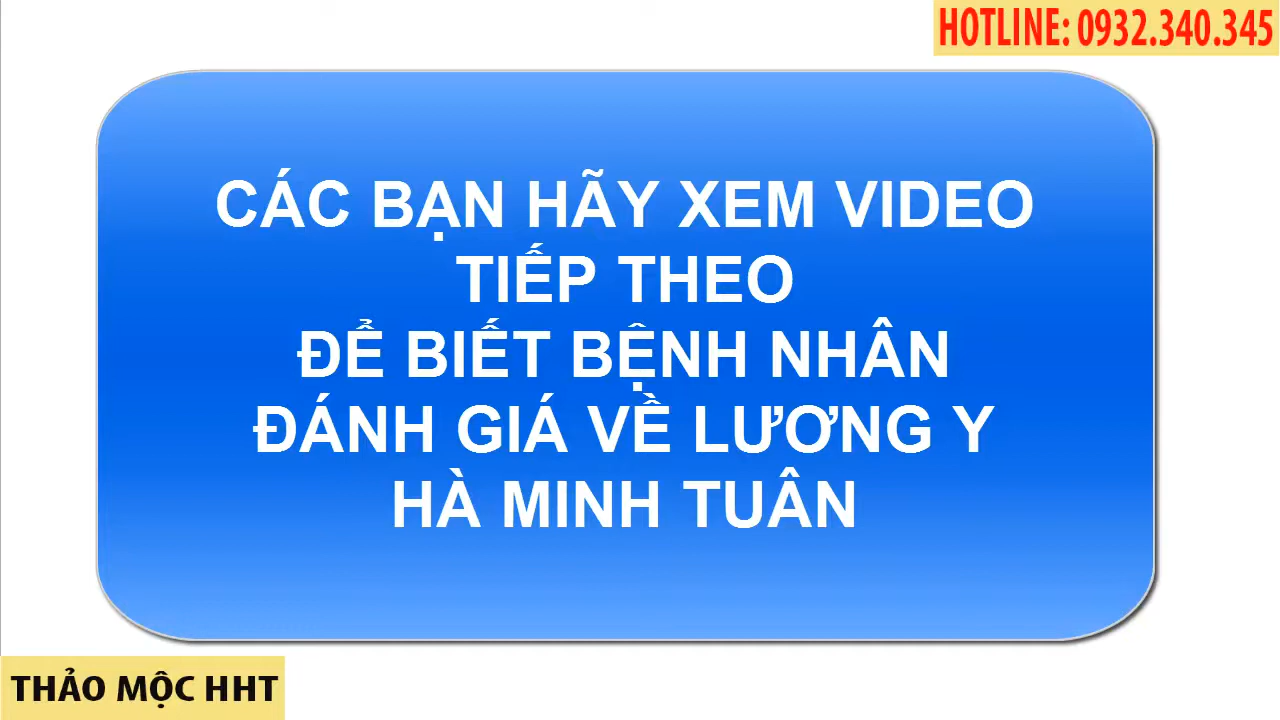 HOTLINE: 0932.340.345
CÁC BẠN HÃY XEM VIDEO
TIẾP THEO
ĐỂ BIẾT BỆNH NHÂN
ĐÁNH GIÁ VỀ LƯƠNG Y
HÀ MINH TUÂN
THẢO MỘC HHT